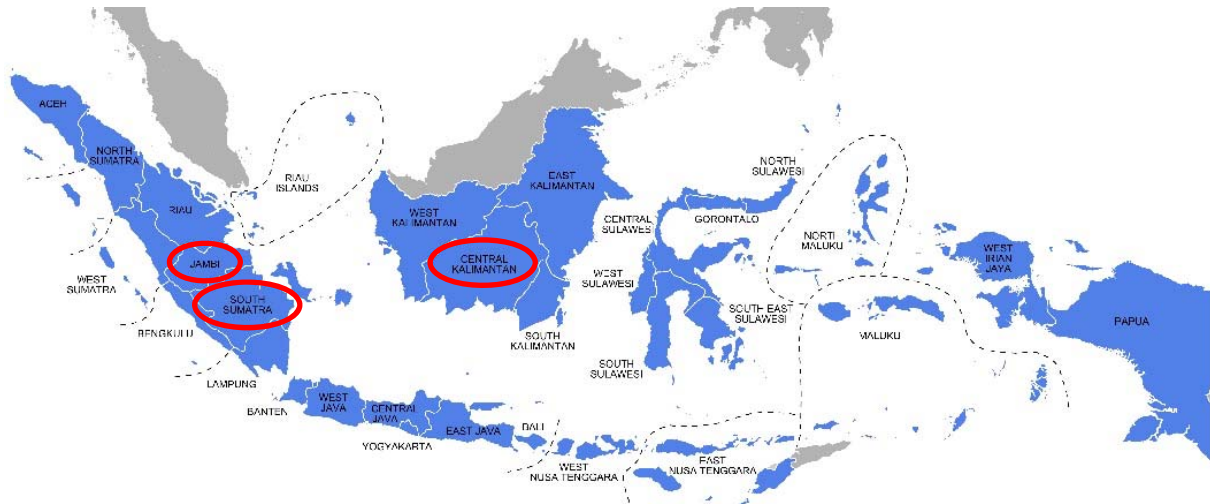 ACEH
NORTH
SUMATRA
RIAU
ISLANDS
RIAU
JAMBI
WEST
SUMATRA
SOUTH
SUMATRA
BENGKULU
LAMPUNG
BANTEN
WEST
JAVA
CENTRAL
JAVA
YOGYAKARTA
EAST JAVA
BALI
WEST
NUSA TENGGARA
EAST
NUSA TENGGARA
WEST
KALIMANTAN
CENTRAL
KALIMANTAN
EAST
KALIMANTAN
SOUTH
KALIMANTAN
NORTH
SULAWESI
GORONTALO
CENTRAL
SULAWESI
WEST
SULAWESI
SOUTH EAST
SULAWESI
SOUTH
SULAWESI
NORTH
MALUKU
MALUKU
WEST
IRIAN
JAYA
PAPUA